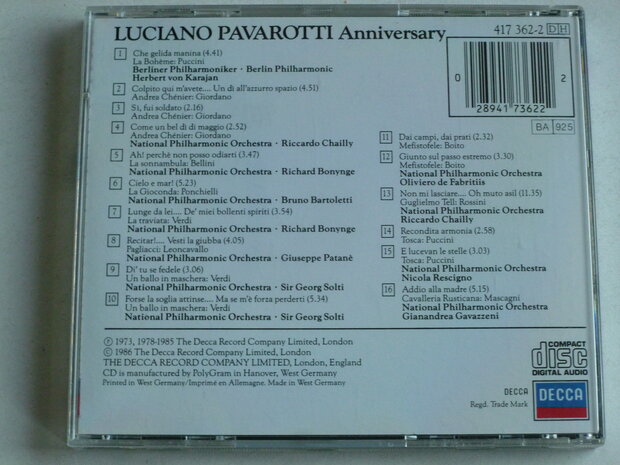 LUCIANO PAVAROTTI Anniversary
417 362-2 DH
0 28941 73622 2
BA 925
1 Che gelida manina (4.41)
La Bohème: Puccini
Berliner Philharmoniker · Berlin Philharmonic
Herbert von Karajan
2 Colpito qui m'avete.... Un dì all'azzurro spazio (4.51)
Andrea Chénier: Giordano
3 Sì, fui soldato (2.16)
Andrea Chénier: Giordano
4 Come un bel dì di maggio (2.52)
Andrea Chénier: Giordano
National Philharmonic Orchestra · Riccardo Chailly
5 Ah! perchè non posso odiarti (3.47)
La sonnambula: Bellini
National Philharmonic Orchestra · Richard Bonynge
6 Cielo e mar! (5.23)
La Gioconda: Ponchielli
National Philharmonic Orchestra · Bruno Bartoletti
7 Lunge da lei.... De' miei bollenti spiriti (3.54)
La traviata: Verdi
National Philharmonic Orchestra · Richard Bonynge
8 Recitar!.... Vesti la giubba (4.05)
Pagliacci: Leoncavallo
National Philharmonic Orchestra · Giuseppe Patanè
9 Di' tu se fedele (3.06)
Un ballo in maschera: Verdi
National Philharmonic Orchestra · Sir Georg Solti
10 Forse la soglia attinse.... Ma se m'è forza perderti (5.34)
Un ballo in maschera: Verdi
National Philharmonic Orchestra · Sir Georg Solti
11 Dai campi, dai prati (2.32)
Mefistofele: Boito
12 Giunto sul passo estremo (3.30)
Mefistofele: Boito
National Philharmonic Orchestra
Oliviero de Fabritiis
13 Non mi lasciare.... Oh muto asil (11.35)
Guglielmo Tell: Rossini
National Philharmonic Orchestra
Riccardo Chailly
14 Recondita armonia (2.58)
Tosca: Puccini
15 E lucevan le stelle (3.03)
Tosca: Puccini
National Philharmonic Orchestra
Nicola Rescigno
16 Addio alla madre (5.15)
Cavalleria Rusticana: Mascagni
National Philharmonic Orchestra
Gianandrea Gavazzeni
℗ 1973, 1978-1985 The Decca Record Company Limited, London
© 1986 The Decca Record Company Limited, London
THE DECCA RECORD COMPANY LIMITED, London, England
CD is manufactured by PolyGram in Hanover, West Germany
Printed in West Germany/Imprimé en Allemagne. Made in West Germany
COMPACT
disc
DIGITAL AUDIO
DECCA
Regd. Trade Mark
DECCA